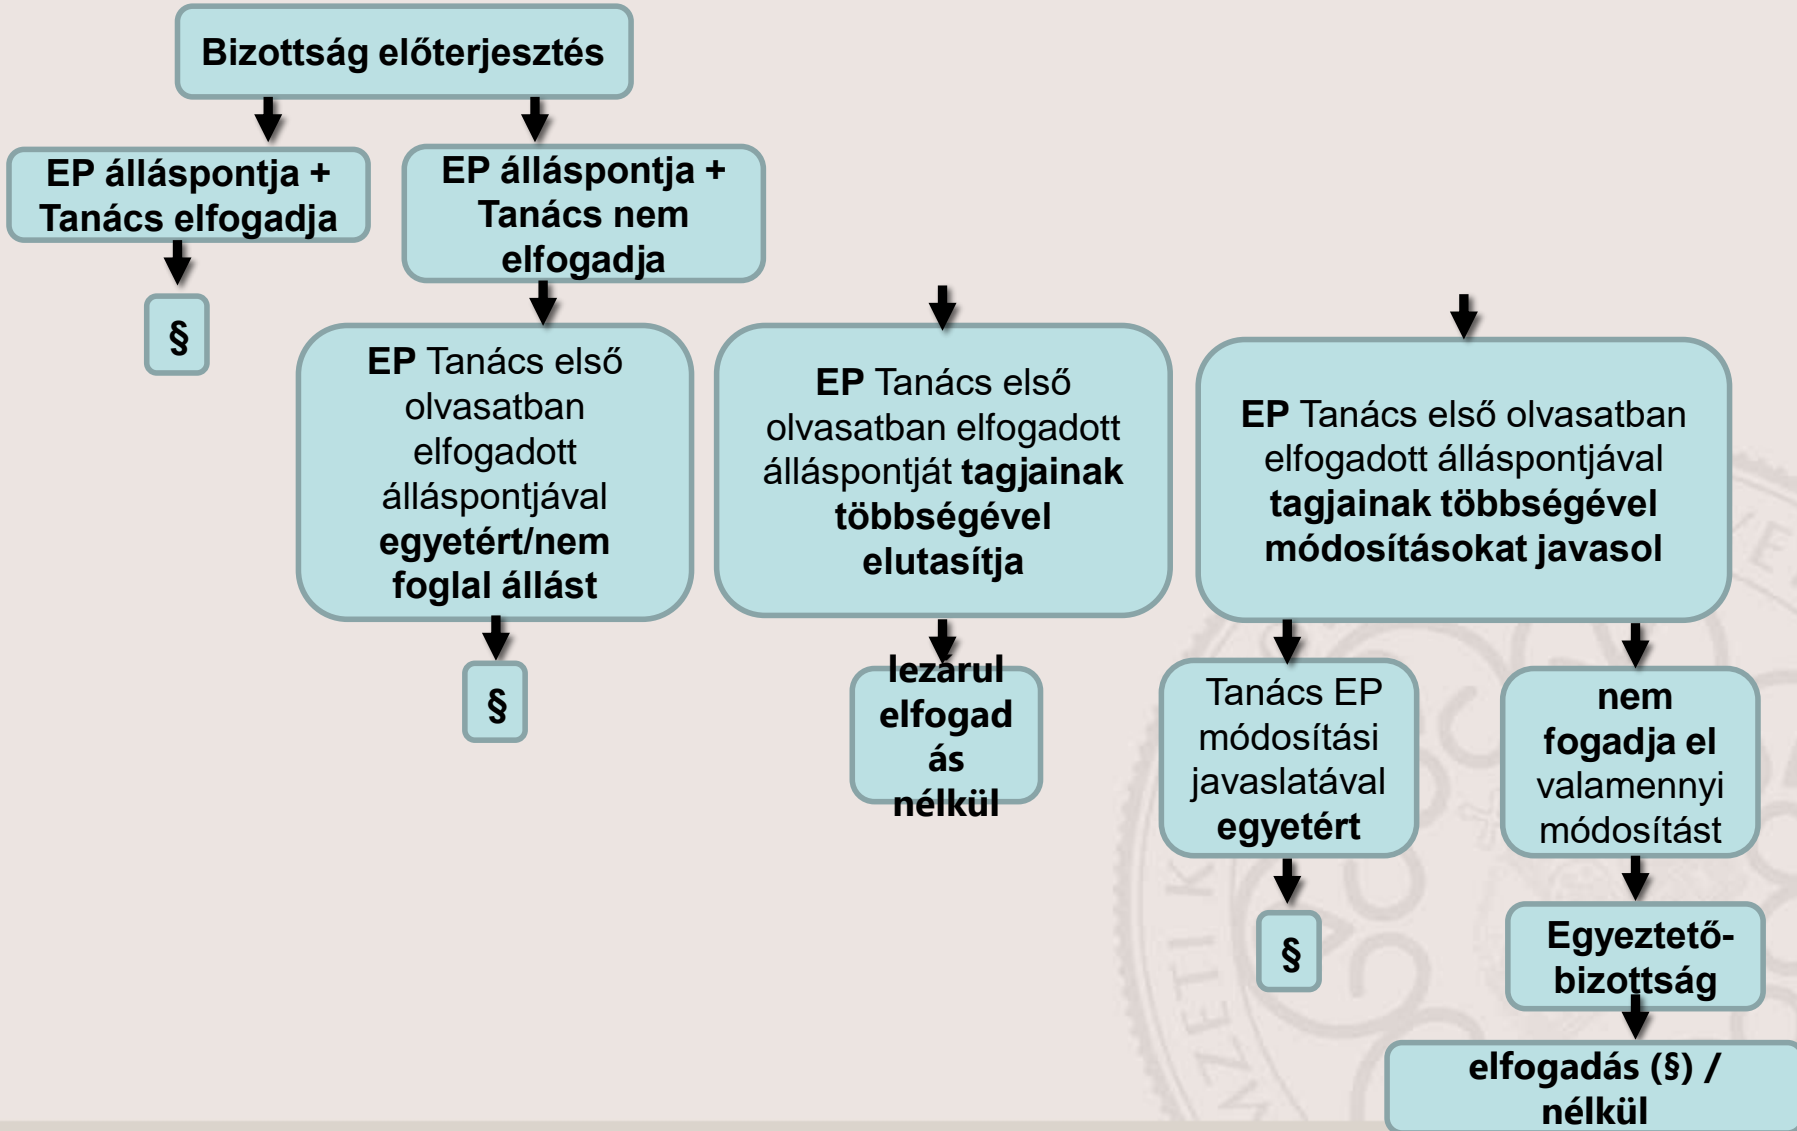 Bizottság előterjesztés
EP álláspontja +
Tanács elfogadja
EP álláspontja +
Tanács nem
elfogadja
§
EP Tanács első
olvasatban
elfogadott
álláspontjával
egyetért/nem
foglal állást
EP Tanács első
olvasatban elfogadott
álláspontját tagjainak
többségével
elutasítja
EP Tanács első olvasatban
elfogadott álláspontjával
tagjainak többségével
módosításokat javasol
§
lezárul
elfogad
ás
nélkül
Tanács EP
módosítási
javaslatával
egyetért
nem
fogadja el
valamennyi
módosítást
§
Egyeztető-
bizottság
elfogadás (§) /
nélkül